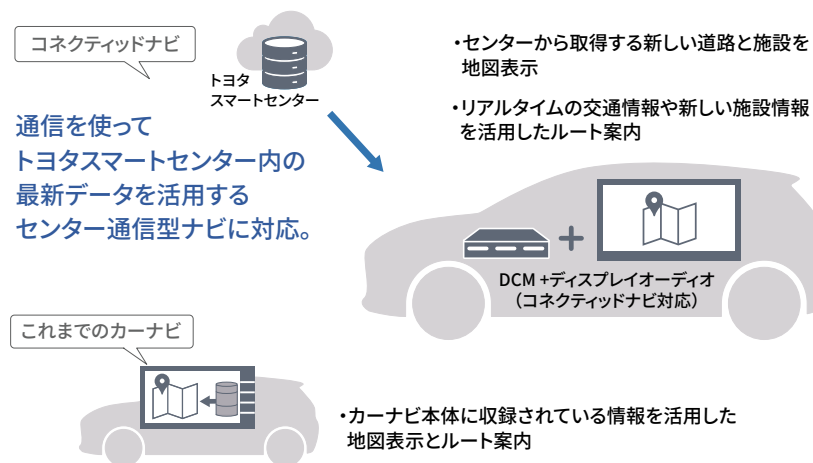 コネクティッドナビ
トヨタ
スマートセンター
通信を使って
トヨタスマートセンター内の
最新データを活用する
センター通信型ナビに対応。
・センターから取得する新しい道路と施設を
地図表示
・リアルタイムの交通情報や新しい施設情報
を活用したルート案内
DCM +ディスプレイオーディオ
（コネクティッドナビ対応）
これまでのカーナビ
・カーナビ本体に収録されている情報を活用した
地図表示とルート案内